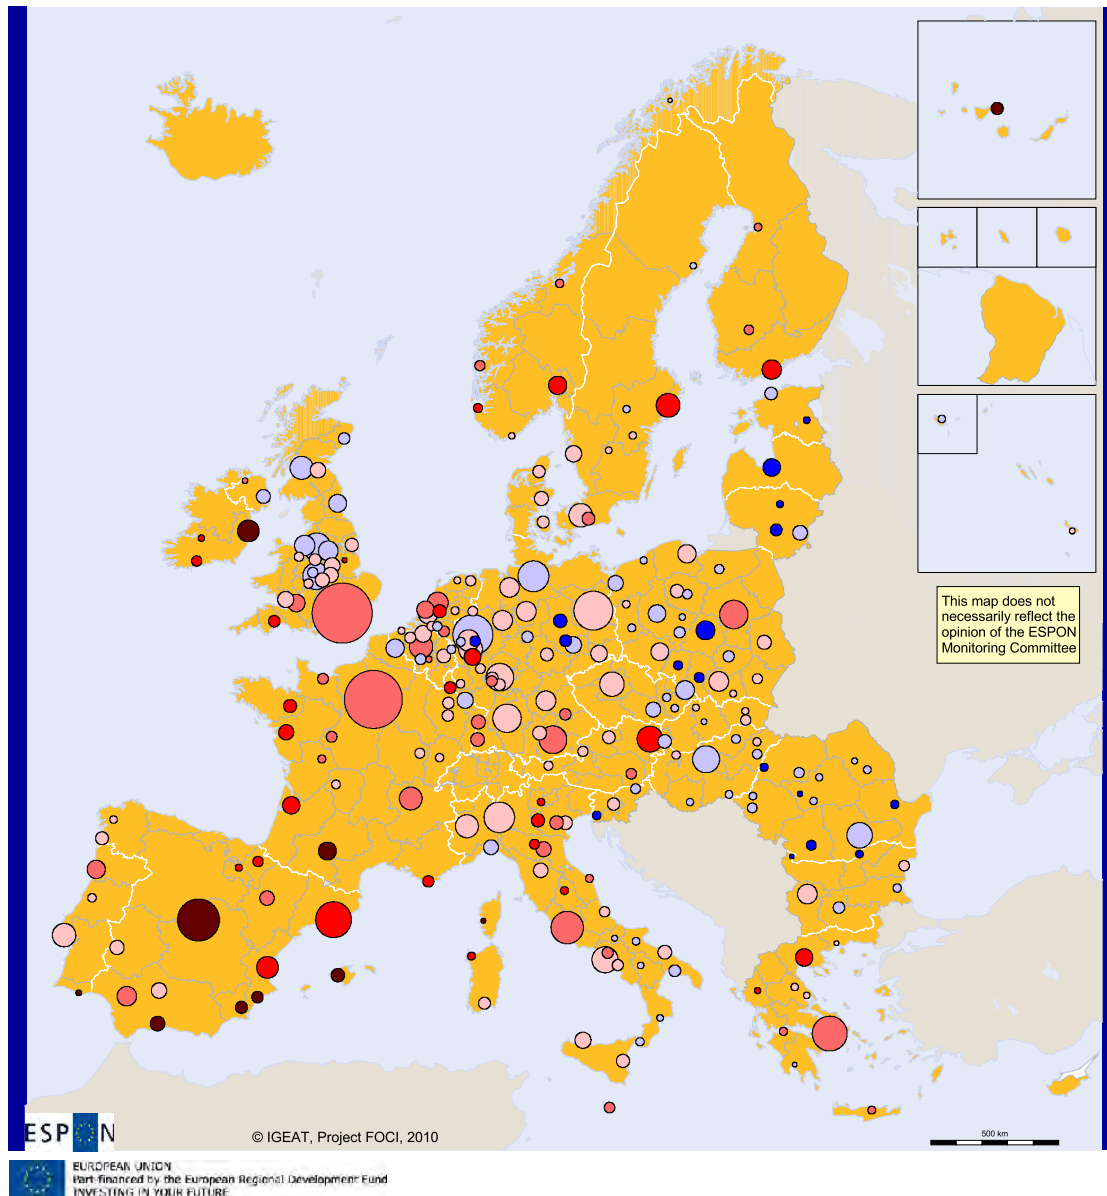 This map does not
necessarily reflect the
opinion of the ESPON
Monitoring Committee
500 km
ESPON
© IGEAT, Project FOCI, 2010
EUROPEAN UNION
Part-financed by the European Regional Development Fund
INVESTING IN YOUR FUTURE